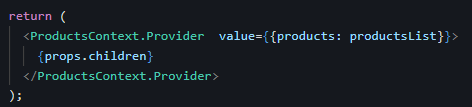 return (
<ProductsContext.Provider  value={{products: productsList}}>
{props.children}
</ProductsContext.Provider>
);